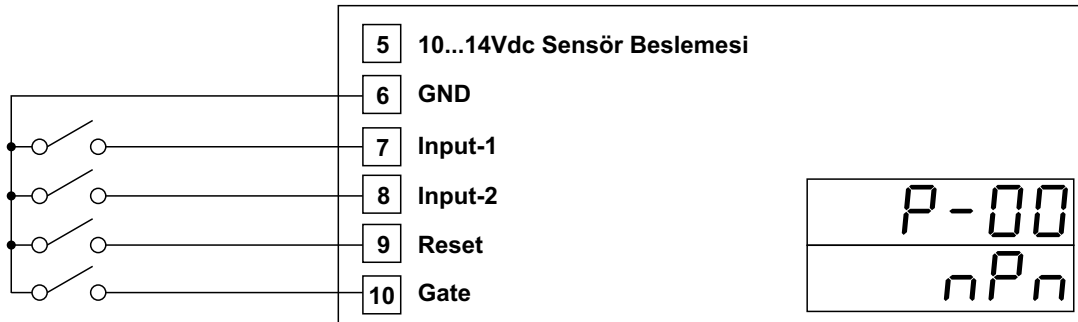 5 10...14Vdc Sensör Beslemesi
6 GND
7 Input-1
8 Input-2
9 Reset
10 Gate
P-00
nPn